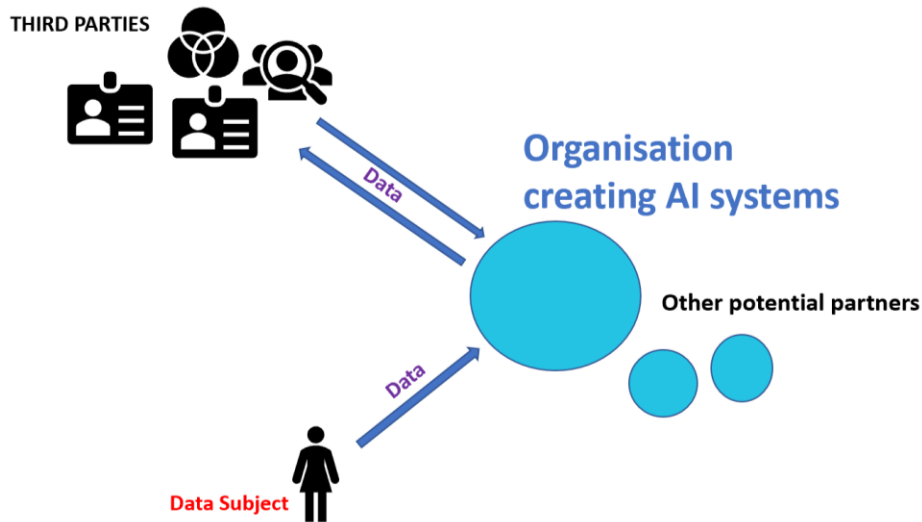 THIRD PARTIES
Organisation
creating AI systems
Data
Other potential partners
Data
Data Subject